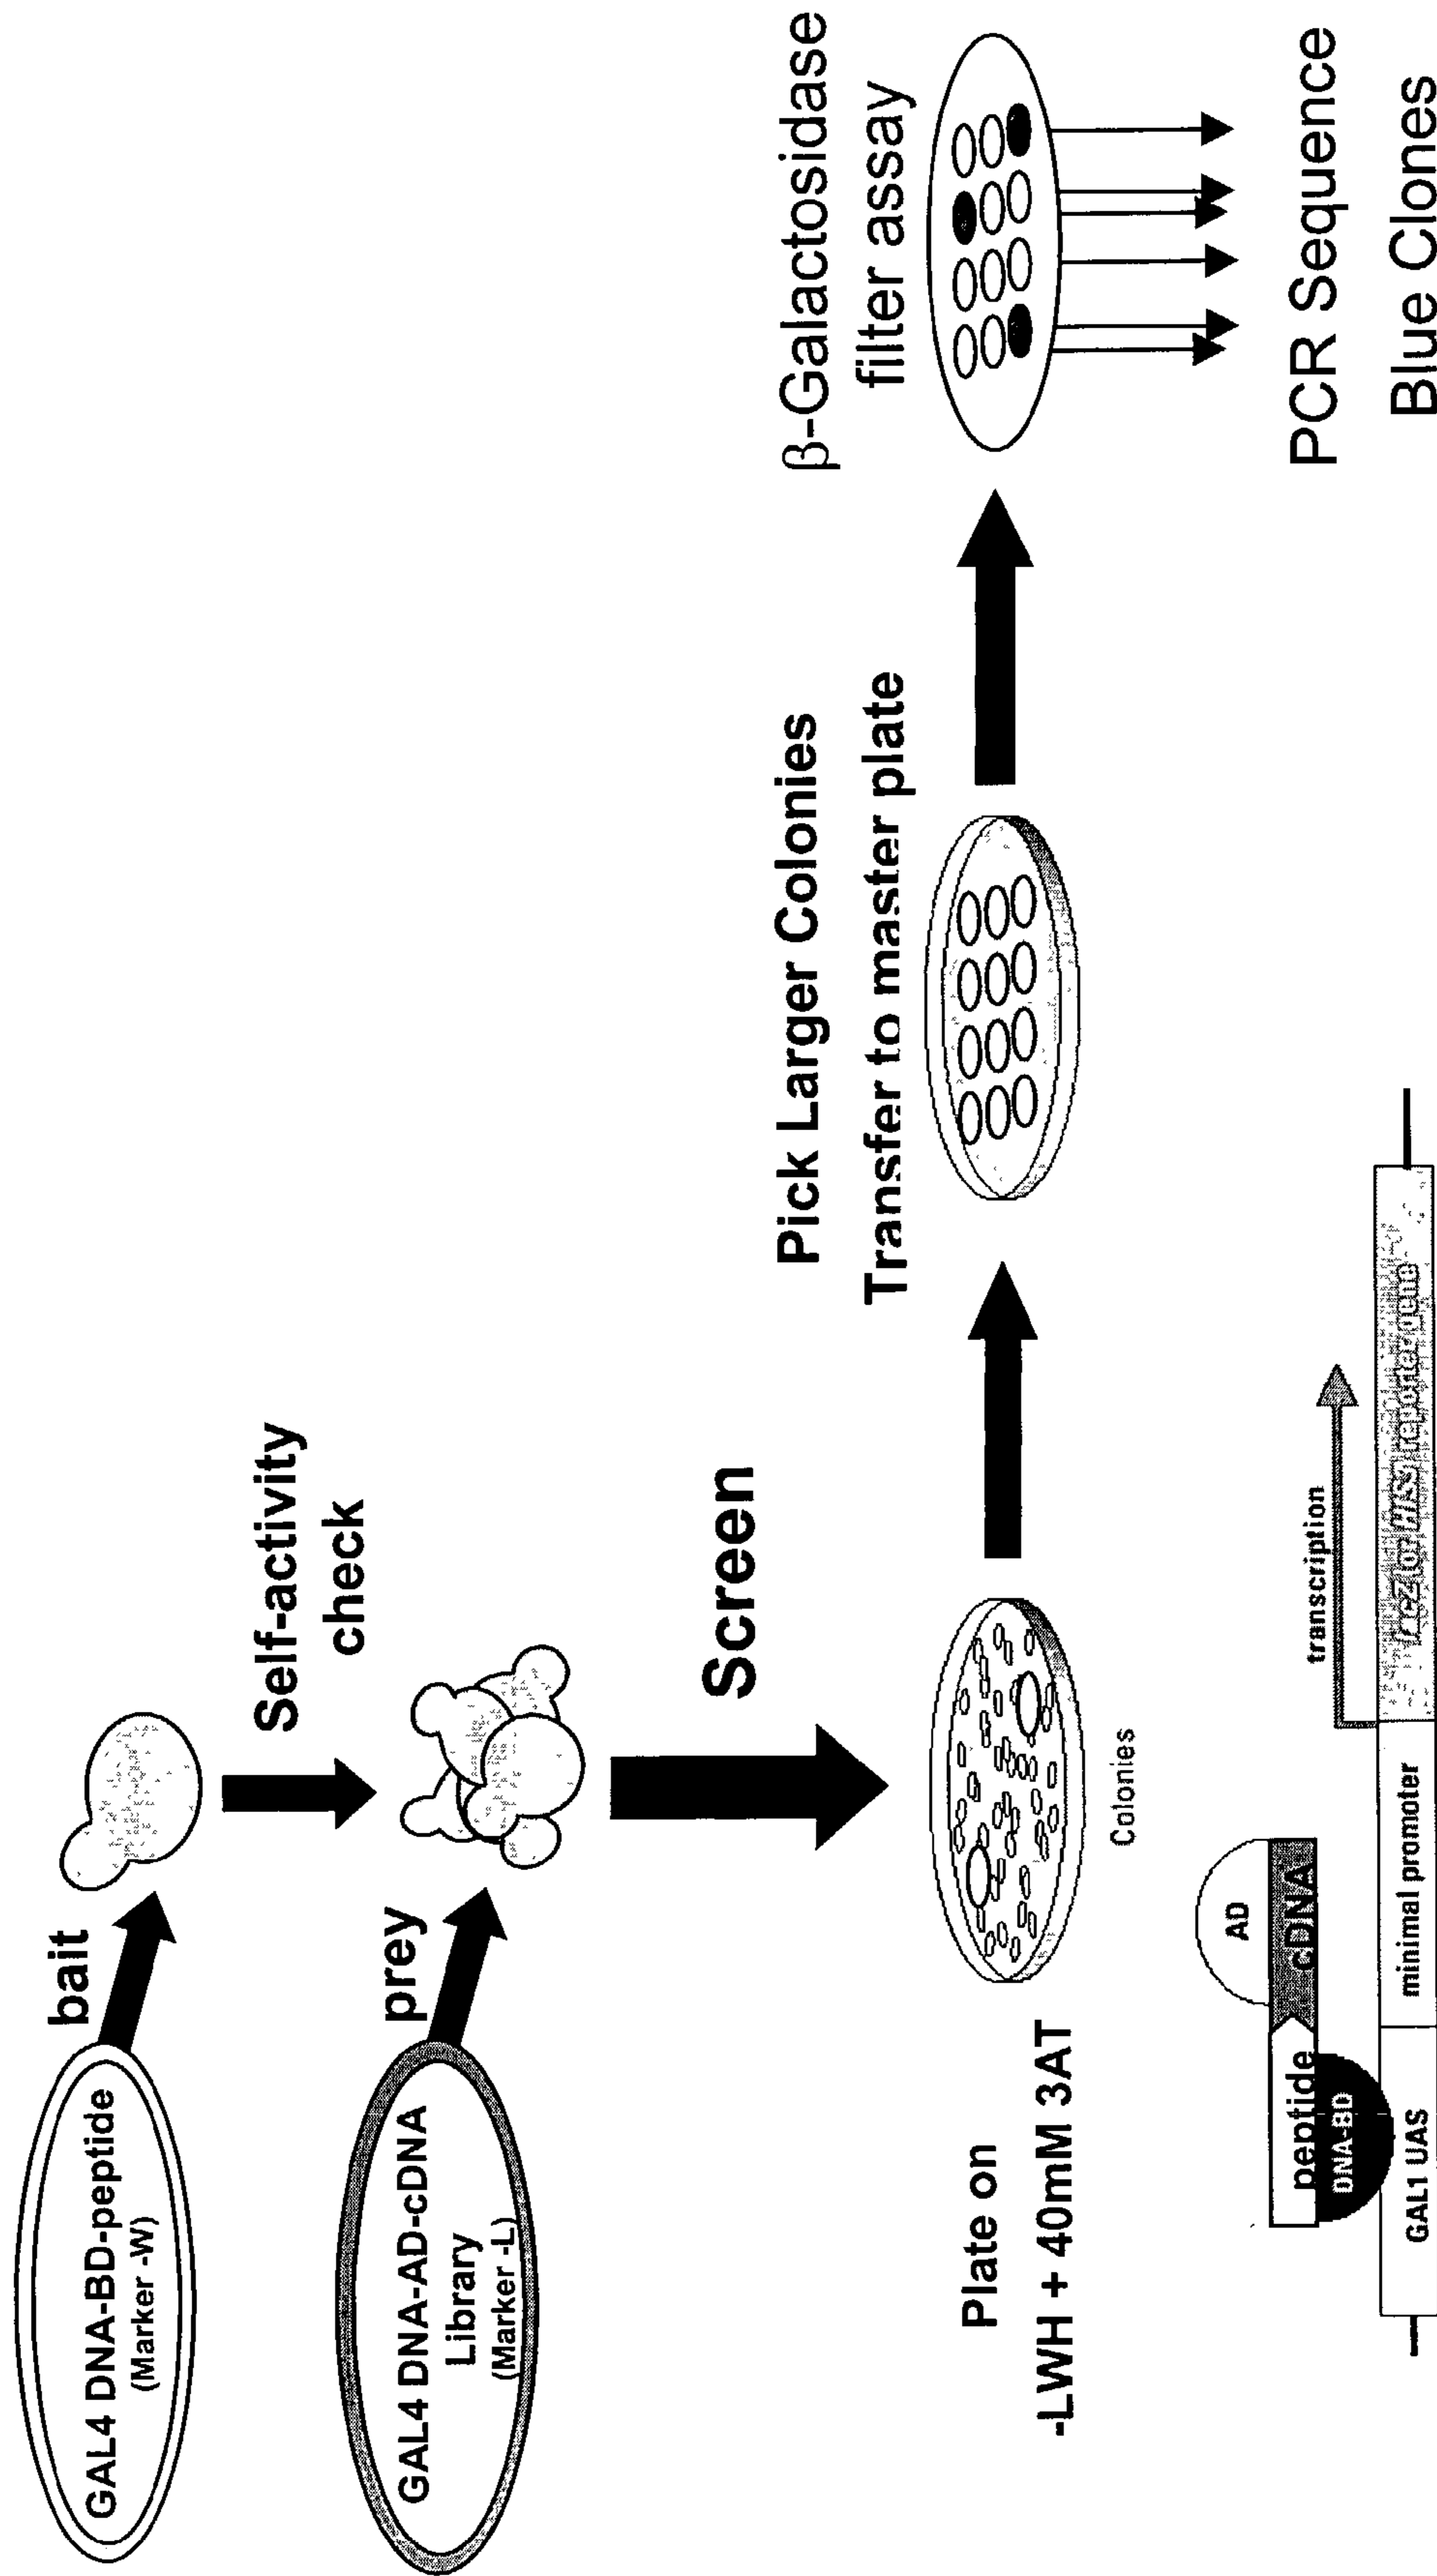 bait
GAL4 DNA-BD-peptide
(Marker -W)
Self-activity
check
prey
GAL4 DNA-AD-cDNA
Library
(Marker -L)
Screen
Plate on
-LWH + 40mM 3AT
Colonies
Pick Larger Colonies
Transfer to master plate
β-Galactosidase
filter assay
PCR Sequence
Blue Clones
AD
peptide
cDNA
DNA-BD
transcription
GAL1 UAS
minimal promoter
LacZ or HIS3 reporter gene